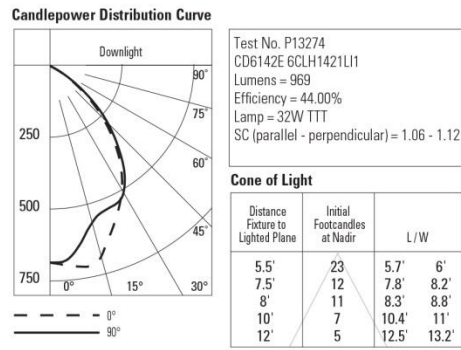 Candlepower Distribution Curve
Downlight
90°
75°
60°
45°
30°
15°
0°
250
500
750
0°
90°
Test No. P13274
CD6142E 6CLH1421LI1
Lumens = 969
Efficiency = 44.00%
Lamp = 32W TTT
SC (parallel - perpendicular) = 1.06 - 1.12
Cone of Light
Distance
Fixture to
Lighted Plane
Initial
Footcandles
at Nadir
L / W
5.5' 23 5.7' 6'
7.5' 12 7.8' 8.2'
8' 11 8.3' 8.8'
10' 7 10.4' 11'
12' 5 12.5' 13.2'